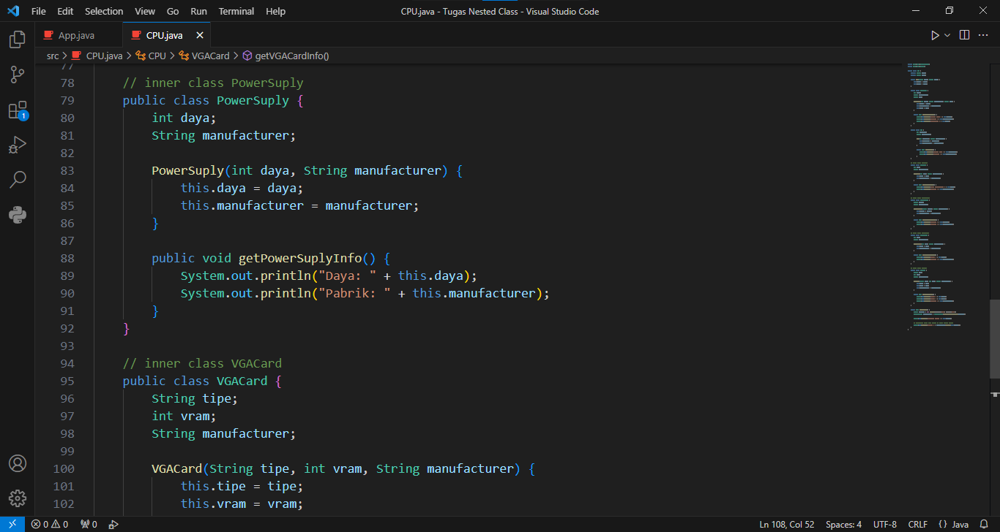 File Edit Selection View Go Run Terminal Help CPU.java - Tugas Nested Class - Visual Studio Code
App.java CPU.java
src > CPU.java > CPU > VGACard > getVGACardInfo()
77
78 // inner class PowerSuply
79 public class PowerSuply {
80 int daya;
81 String manufacturer;
82
83 PowerSuply(int daya, String manufacturer) {
84 this.daya = daya;
85 this.manufacturer = manufacturer;
86 }
87
88 public void getPowerSuplyInfo() {
89 System.out.println("Daya: " + this.daya);
90 System.out.println("Pabrik: " + this.manufacturer);
91 }
92 }
93
94 // inner class VGACard
95 public class VGACard {
96 String tipe;
97 int vram;
98 String manufacturer;
99
100 VGACard(String tipe, int vram, String manufacturer) {
101 this.tipe = tipe;
102 this.vram = vram;
1
0 0 0 Ln 108, Col 52 Spaces: 4 UTF-8 CRLF {} Java